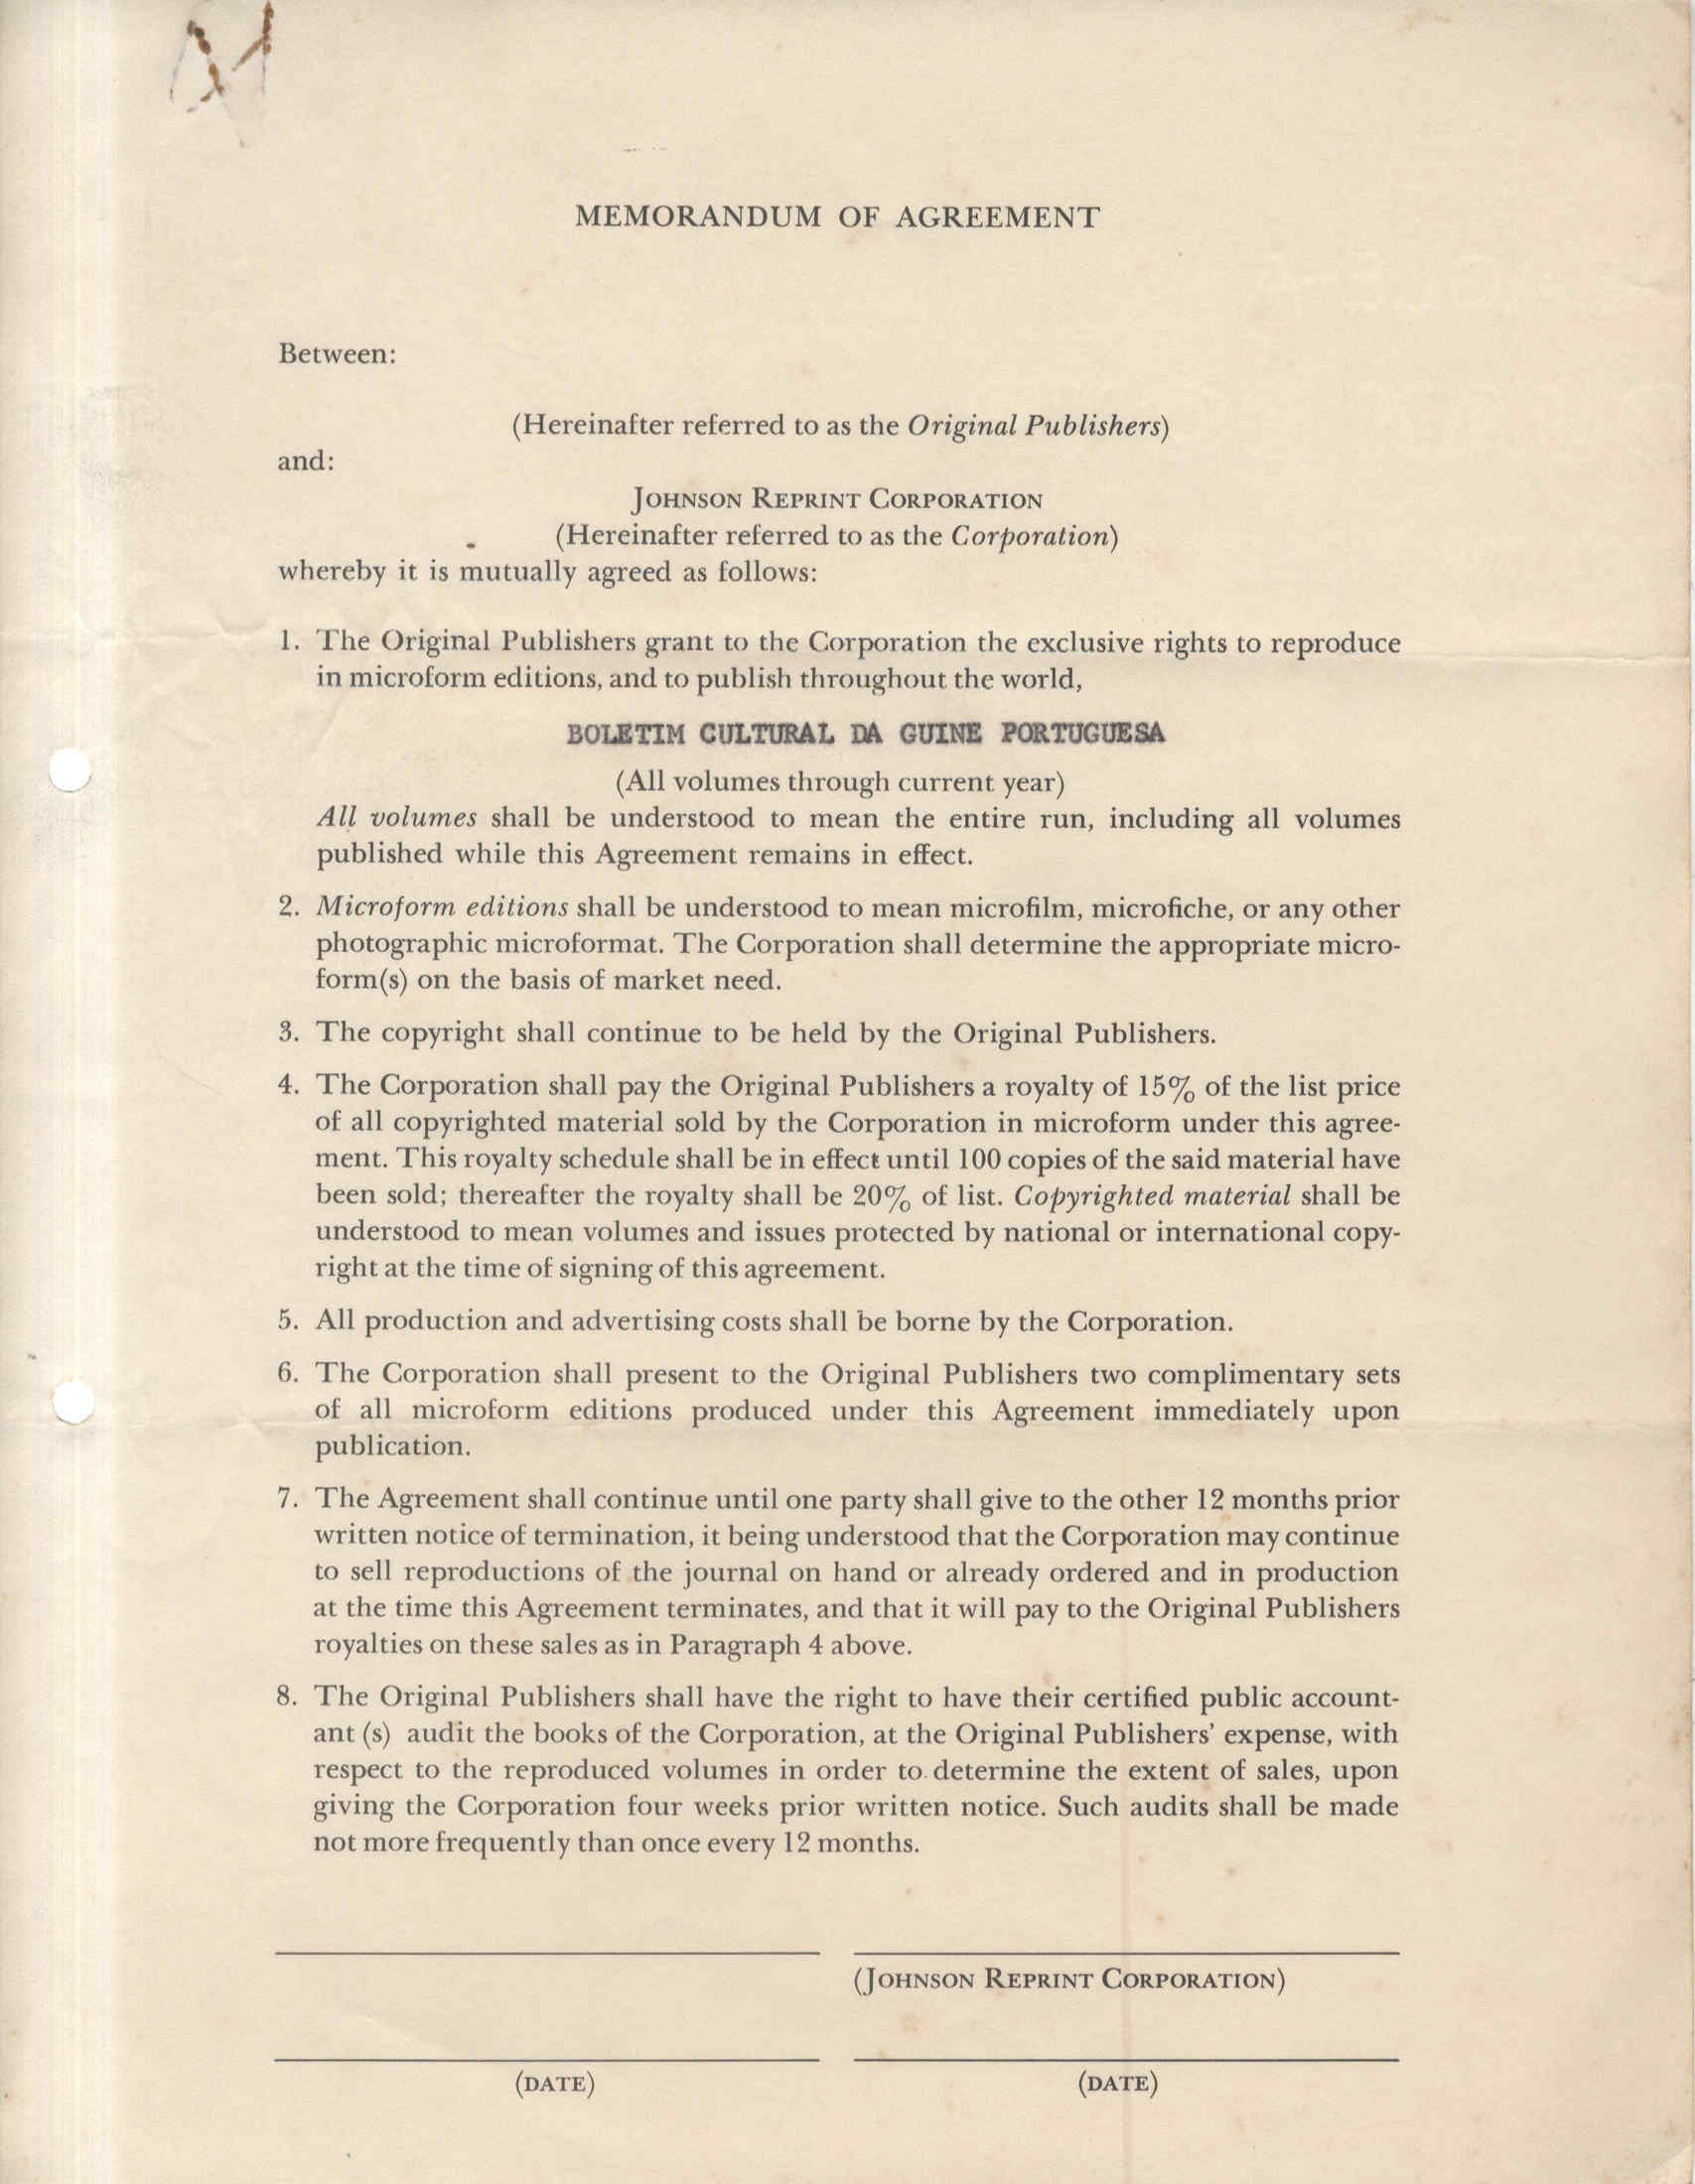 MEMORANDUM OF AGREEMENT
Between:
(Hereinafter referred to as the Original Publishers)
and:
JOHNSON REPRINT CORPORATION
(Hereinafter referred to as the Corporation)
whereby it is mutually agreed as follows:
1. The Original Publishers grant to the Corporation the exclusive rights to reproduce
in microform editions, and to publish throughout the world,
BOLETIM CULTURAL DA GUINE PORTUGUESA
(All volumes through current year)
All volumes shall be understood to mean the entire run, including all volumes
published while this Agreement remains in effect.
2. Microform editions shall be understood to mean microfilm, microfiche, or any other
photographic microformat. The Corporation shall determine the appropriate micro-
form(s) on the basis of market need.
3. The copyright shall continue to be held by the Original Publishers.
4. The Corporation shall pay the Original Publishers a royalty of 15% of the list price
of all copyrighted material sold by the Corporation in microform under this agree-
ment. This royalty schedule shall be in effect until 100 copies of the said material have
been sold; thereafter the royalty shall be 20% of list. Copyrighted material shall be
understood to mean volumes and issues protected by national or international copy-
right at the time of signing of this agreement.
5. All production and advertising costs shall be borne by the Corporation.
6. The Corporation shall present to the Original Publishers two complimentary sets
of all microform editions produced under this Agreement immediately upon
publication.
7. The Agreement shall continue until one party shall give to the other 12 months prior
written notice of termination, it being understood that the Corporation may continue
to sell reproductions of the journal on hand or already ordered and in production
at the time this Agreement terminates, and that it will pay to the Original Publishers
royalties on these sales as in Paragraph 4 above.
8. The Original Publishers shall have the right to have their certified public account-
ant (s) audit the books of the Corporation, at the Original Publishers' expense, with
respect to the reproduced volumes in order to determine the extent of sales, upon
giving the Corporation four weeks prior written notice. Such audits shall be made
not more frequently than once every 12 months.
(JOHNSON REPRINT CORPORATION)
(DATE) (DATE)